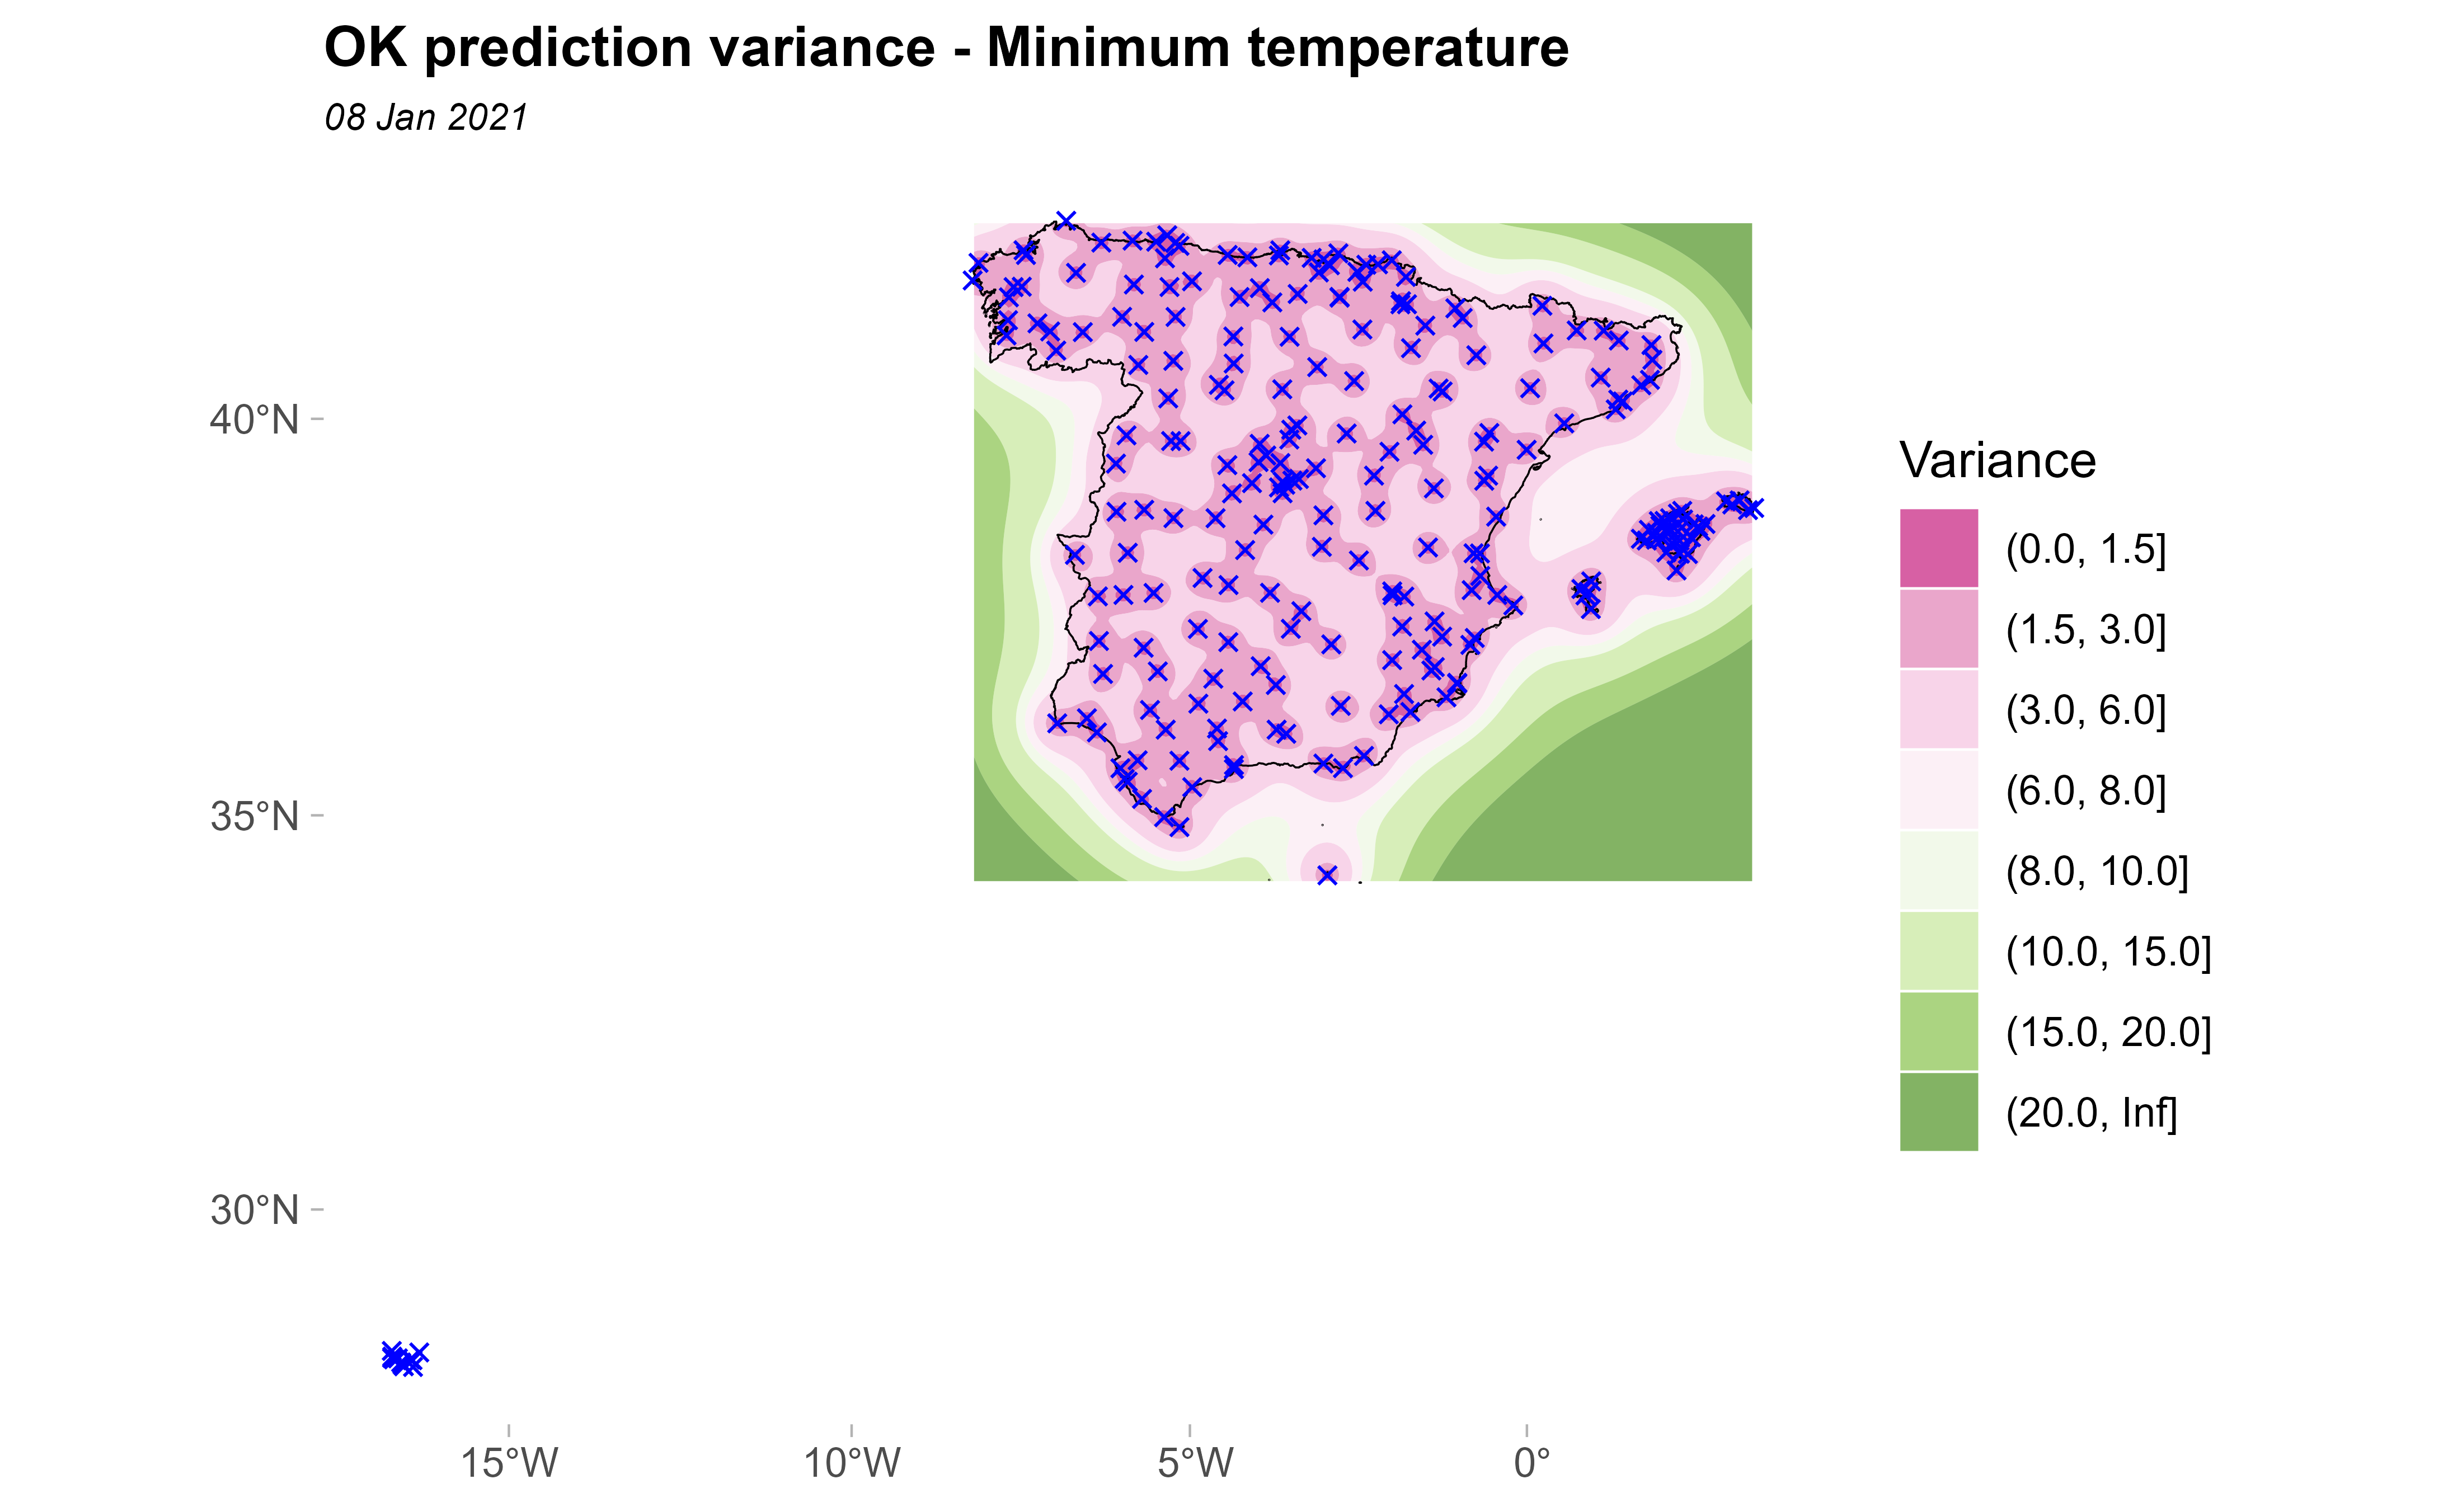 OK prediction variance - Minimum temperature
08 Jan 2021
40°N
35°N
30°N
15°W
10°W
5°W
0°
Variance
(0.0, 1.5]
(1.5, 3.0]
(3.0, 6.0]
(6.0, 8.0]
(8.0, 10.0]
(10.0, 15.0]
(15.0, 20.0]
(20.0, Inf]